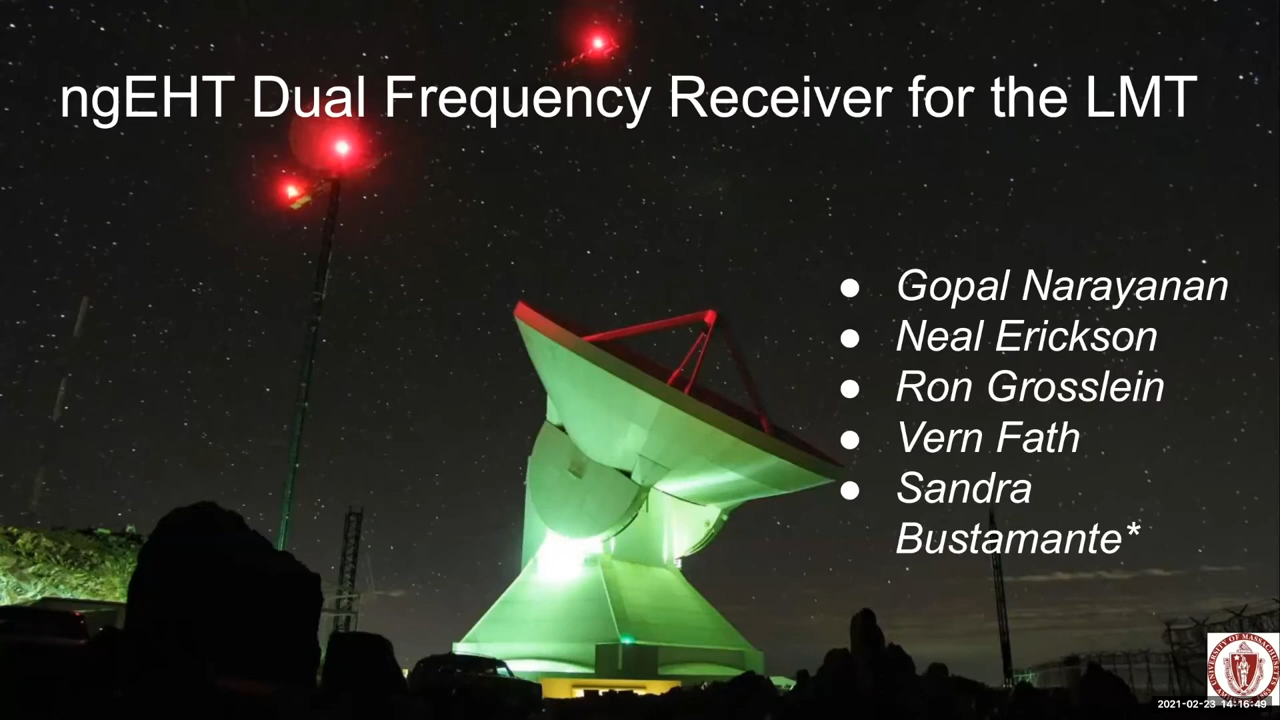 ngEHT Dual Frequency Receiver for the LMT
● Gopal Narayanan
● Neal Erickson
● Ron Grosslein
● Vern Fath
● Sandra
Bustamante*
2021-02-23 14:16:49